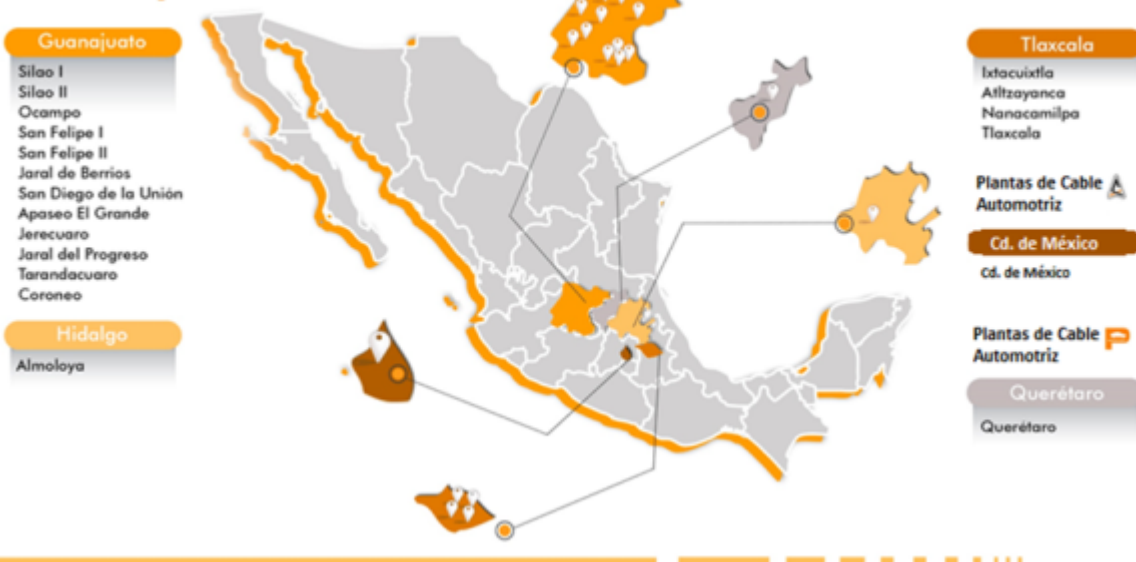 Guanajuato
Silao I
Silao II
Ocampo
San Felipe I
San Felipe II
Jaral de Berrios
San Diego de la Unión
Apaseo El Grande
Jerecuaro
Jaral del Progreso
Tarandacuaro
Coroneo
Hidalgo
Almoloya
Tlaxcala
Ixtacuixtla
Atltzayanca
Nanacamilpa
Tlaxcala
Plantas de Cable
Automotriz
Cd. de México
Cd. de México
Plantas de Cable
Automotriz
Querétaro
Querétaro